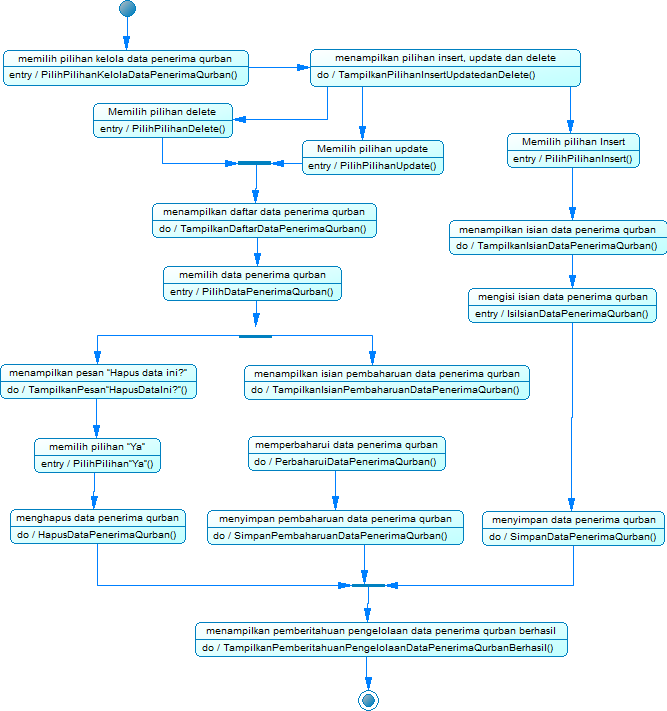 memilih pilihan kelola data penerima qurban
entry / PilihPilihanKelolaDataPenerimaQurban()
menampilkan pilihan insert, update dan delete
do / TampilkanPilihanInsertUpdatedanDelete()
Memilih pilihan delete
entry / PilihPilihanDelete()
Memilih pilihan update
entry / PilihPilihanUpdate()
Memilih pilihan Insert
entry / PilihPilihanInsert()
menampilkan daftar data penerima qurban
do / TampilkanDaftarDataPenerimaQurban()
menampilkan isian data penerima qurban
do / TampilkanIsianDataPenerimaQurban()
memilih data penerima qurban
entry / PilihDataPenerimaQurban()
mengisi isian data penerima qurban
entry / IsiIsianDataPenerimaQurban()
menampilkan pesan "Hapus data ini?"
do / TampilkanPesan"HapusDataIni?"()
menampilkan isian pembaharuan data penerima qurban
do / TampilkanIsianPembaharuanDataPenerimaQurban()
memilih pilihan "Ya"
entry / PilihPilihan"Ya"()
memperbaharui data penerima qurban
do / PerbaharuiDataPenerimaQurban()
menghapus data penerima qurban
do / HapusDataPenerimaQurban()
menyimpan pembaharuan data penerima qurban
do / SimpanPembaharuanDataPenerimaQurban()
menyimpan data penerima qurban
do / SimpanDataPenerimaQurban()
menampilkan pemberitahuan pengelolaan data penerima qurban berhasil
do / TampilkanPemberitahuanPengelolaanDataPenerimaQurbanBerhasil()